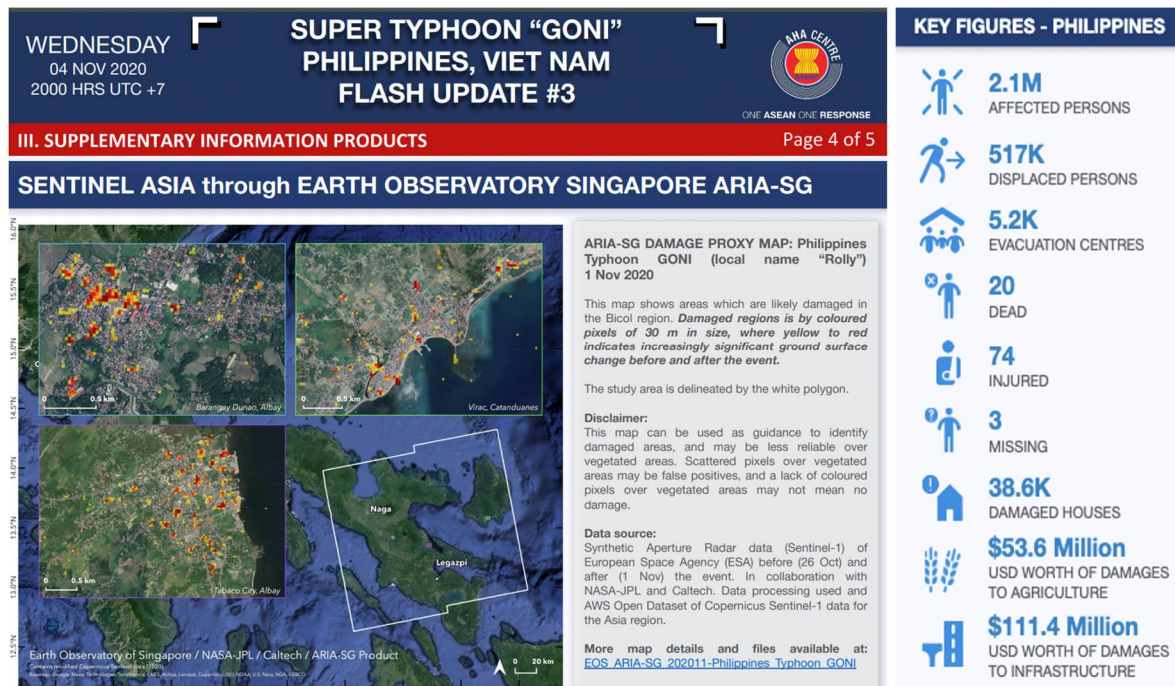 WEDNESDAY
04 NOV 2020
2000 HRS UTC +7
SUPER TYPHOON “GONI”
PHILIPPINES, VIET NAM
FLASH UPDATE #3
AHA CENTRE
ONE ASEAN ONE RESPONSE
III. SUPPLEMENTARY INFORMATION PRODUCTS
Page 4 of 5
SENTINEL ASIA through EARTH OBSERVATORY SINGAPORE ARIA-SG
16.0°N
15.5°N
15.0°N
14.5°N
14.0°N
13.5°N
13.0°N
12.5°N
0 0.5 km
Barangay Dunao, Albay
0 0.5 km
Virac, Catanduanes
0 0.5 km
Tabaco City, Albay
Naga
Legazpi
Earth Observatory of Singapore / NASA-JPL / Caltech / ARIA-SG Product
Contains modified Copernicus Sentinel data (2020)
0 20 km
ARIA-SG DAMAGE PROXY MAP: Philippines
Typhoon GONI (local name “Rolly”)
1 Nov 2020
This map shows areas which are likely damaged in
the Bicol region. Damaged regions is by coloured
pixels of 30 m in size, where yellow to red
indicates increasingly significant ground surface
change before and after the event.
The study area is delineated by the white polygon.
Disclaimer:
This map can be used as guidance to identify
damaged areas, and may be less reliable over
vegetated areas. Scattered pixels over vegetated
areas may be false positives, and a lack of coloured
pixels over vegetated areas may not mean no
damage.
Data source:
Synthetic Aperture Radar data (Sentinel-1) of
European Space Agency (ESA) before (26 Oct) and
after (1 Nov) the event. In collaboration with
NASA-JPL and Caltech. Data processing used and
AWS Open Dataset of Copernicus Sentinel-1 data for
the Asia region.
More map details and files available at:
EOS_ARIA-SG_202011-Philippines_Typhoon_GONI
KEY FIGURES - PHILIPPINES
2.1M
AFFECTED PERSONS
517K
DISPLACED PERSONS
5.2K
EVACUATION CENTRES
20
DEAD
74
INJURED
3
MISSING
38.6K
DAMAGED HOUSES
$53.6 Million
USD WORTH OF DAMAGES
TO AGRICULTURE
$111.4 Million
USD WORTH OF DAMAGES
TO INFRASTRUCTURE